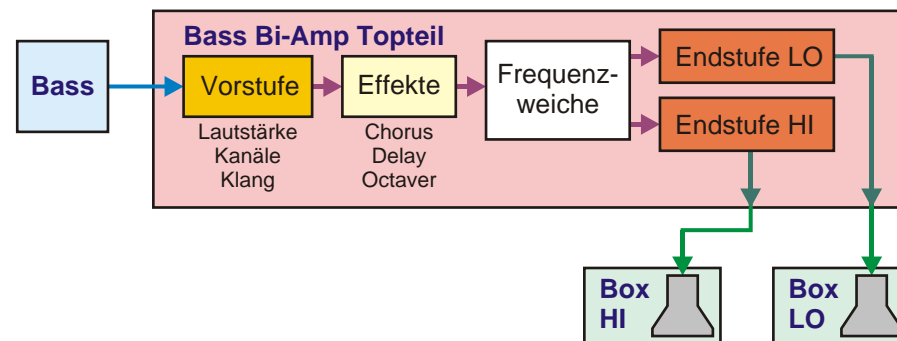 Bass Bi-Amp Topteil
Bass
Vorstufe
Lautstärke
Kanäle
Klang
Effekte
Chorus
Delay
Octaver
Frequenz-
weiche
Endstufe LO
Endstufe HI
Box
HI
Box
LO